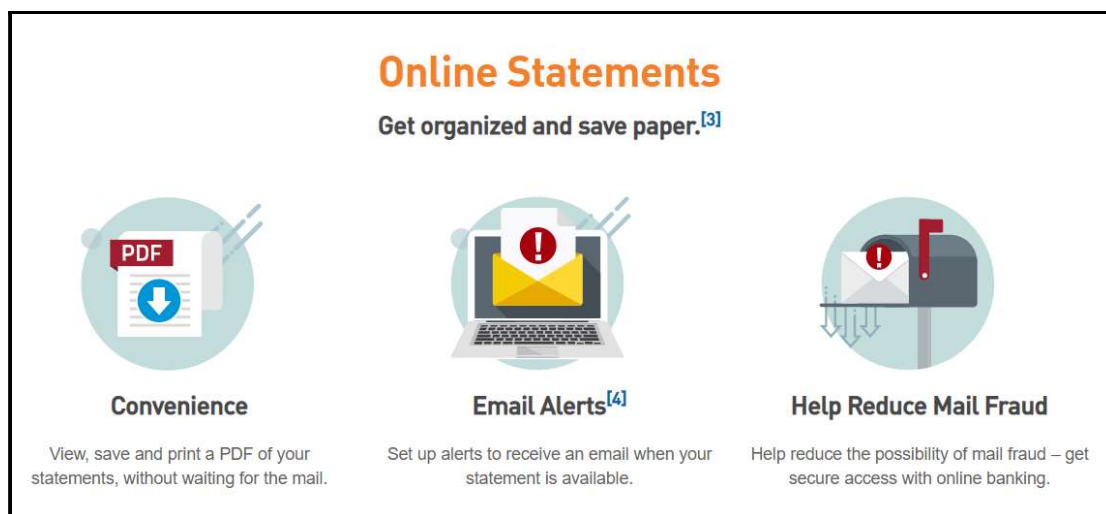 Online Statements
Get organized and save paper.[3]
PDF
!
!
Convenience
Email Alerts[4]
Help Reduce Mail Fraud
View, save and print a PDF of your
statements, without waiting for the mail.
Set up alerts to receive an email when your
statement is available.
Help reduce the possibility of mail fraud – get
secure access with online banking.